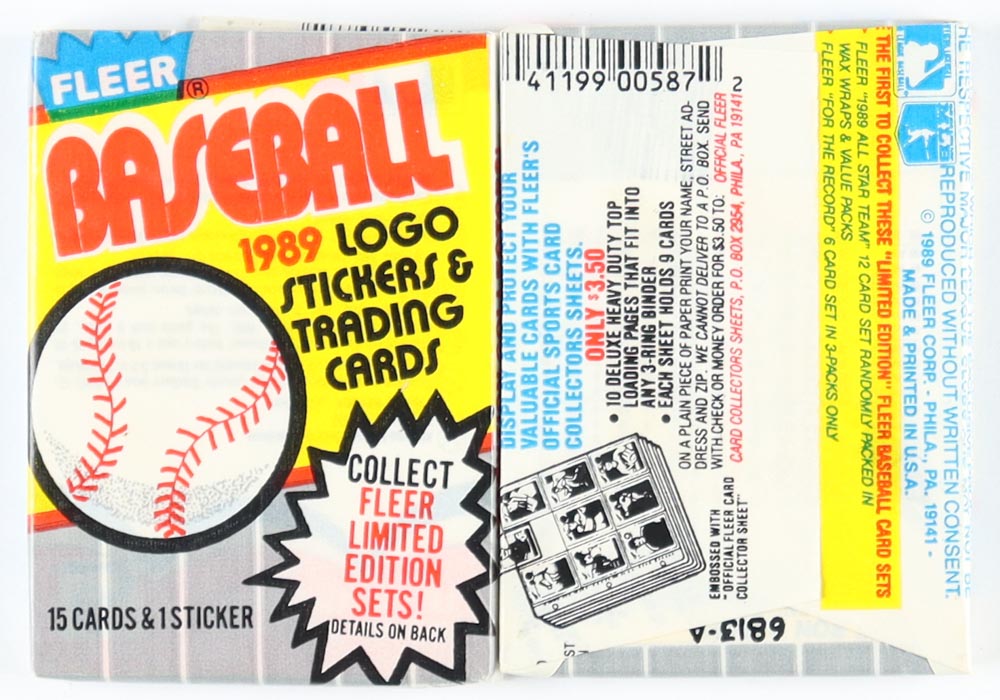 FLEER®
BASEBALL
1989 LOGO
STICKERS &
TRADING
CARDS
COLLECT
FLEER
LIMITED
EDITION
SETS!
DETAILS ON BACK
15 CARDS & 1 STICKER
41199 00587 2
DISPLAY AND PROTECT YOUR
VALUABLE CARDS WITH FLEER'S
OFFICIAL SPORTS CARD
COLLECTORS SHEETS.
ONLY $3.50
• 10 DELUXE HEAVY DUTY TOP
LOADING PAGES THAT FIT INTO
ANY 3-RING BINDER
• EACH SHEET HOLDS 9 CARDS
ON A PLAIN PIECE OF PAPER PRINT YOUR NAME, STREET AD-
DRESS AND ZIP. WE CANNOT DELIVER TO A P.O. BOX. SEND
WITH CHECK OR MONEY ORDER FOR $3.50 TO: OFFICIAL FLEER
CARD COLLECTORS SHEETS, P.O. BOX 2954, PHILA., PA 19141
EMBOSSED WITH
"OFFICIAL FLEER CARD
COLLECTOR SHEET"
FLEER "FOR THE RECORD" 6 CARD SET IN 3-PACKS ONLY
WAX WRAPS & VALUE PACKS
FLEER "1989 ALL STAR TEAM" 12 CARD SET RANDOMLY PACKED IN
THE FIRST TO COLLECT THESE "LIMITED EDITION" FLEER BASEBALL CARD SETS
MADE & PRINTED IN U.S.A.
© 1989 FLEER CORP. - PHILA., PA. 19141 -
REPRODUCED WITHOUT WRITTEN CONSENT.
HE RESPECTIVE MAJOR LEAGUE
6813-A
ST